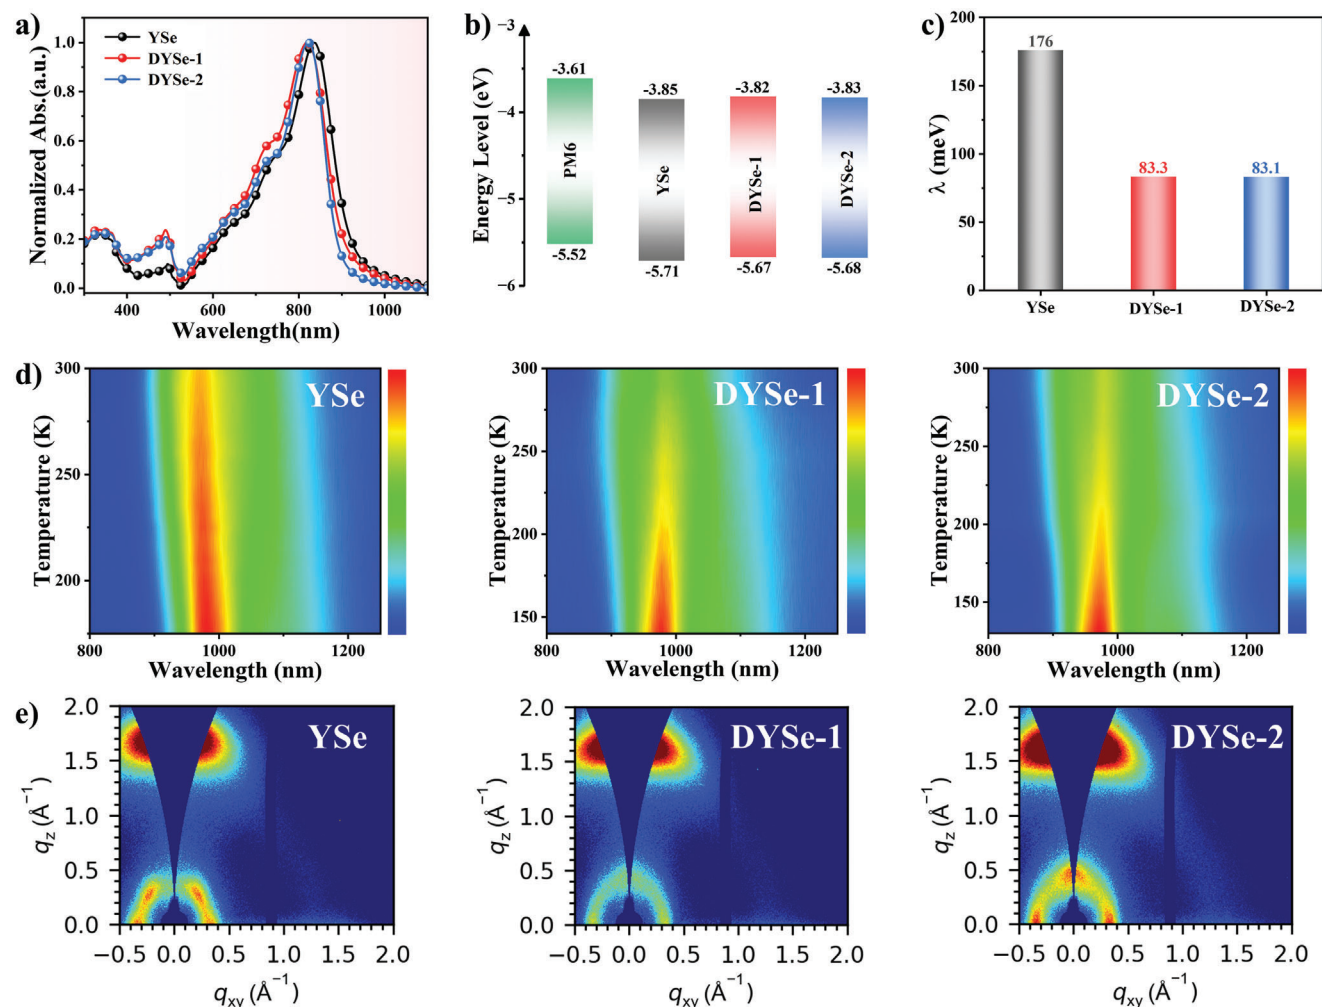 a)
YSe
DYSe-1
DYSe-2
Normalized Abs.(a.u.)
1.0
0.8
0.6
0.4
0.2
0.0
400
600
800
1000
Wavelength(nm)
b)
Energy Level (eV)
−3
−4
−5
−6
-3.61
PM6
-5.52
-3.85
YSe
-5.71
-3.82
DYSe-1
-5.67
-3.83
DYSe-2
-5.68
c)
λ (meV)
200
150
100
50
0
176
83.3
83.1
YSe
DYSe-1
DYSe-2
d)
Temperature (K)
300
250
200
YSe
800
1000
1200
Wavelength (nm)
Temperature (K)
300
250
200
150
DYSe-1
800
1000
1200
Wavelength (nm)
Temperature (K)
300
250
200
150
DYSe-2
800
1000
1200
Wavelength (nm)
e)
qz (Å−1)
2.0
1.5
1.0
0.5
0.0
YSe
−0.5 0.0 0.5 1.0 1.5 2.0
qxy (Å−1)
qz (Å−1)
2.0
1.5
1.0
0.5
0.0
DYSe-1
−0.5 0.0 0.5 1.0 1.5 2.0
qxy (Å−1)
qz (Å−1)
2.0
1.5
1.0
0.5
0.0
DYSe-2
−0.5 0.0 0.5 1.0 1.5 2.0
qxy (Å−1)